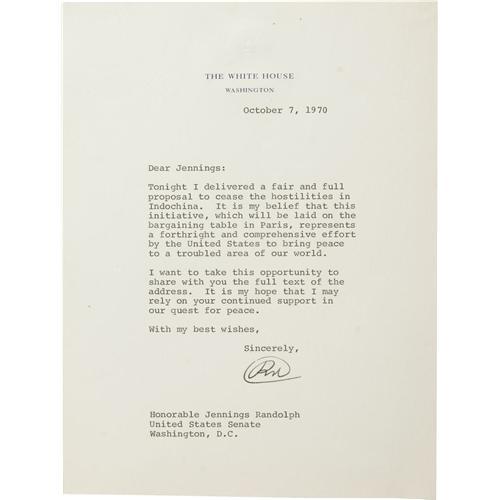 THE WHITE HOUSE
WASHINGTON
October 7, 1970
Dear Jennings:
Tonight I delivered a fair and full
proposal to cease the hostilities in
Indochina. It is my belief that this
initiative, which will be laid on the
bargaining table in Paris, represents
a forthright and comprehensive effort
by the United States to bring peace
to a troubled area of our world.
I want to take this opportunity to
share with you the full text of the
address. It is my hope that I may
rely on your continued support in
our quest for peace.
With my best wishes,
Sincerely,
RN
Honorable Jennings Randolph
United States Senate
Washington, D.C.